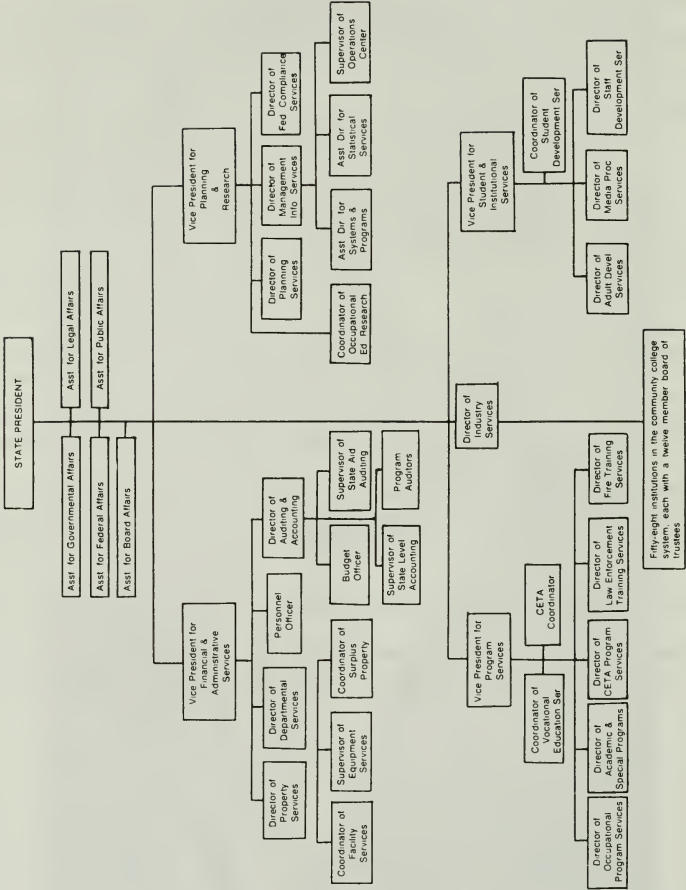 STATE PRESIDENT
Asst for Governmental Affairs
Asst for Legal Affairs
Asst for Federal Affairs
Asst for Public Affairs
Asst for Board Affairs
Vice President for
Financial &
Administrative
Services
Vice President for
Planning
&
Research
Director of
Property
Services
Director of
Departmental
Services
Personnel
Officer
Director of
Auditing &
Accounting
Director of
Planning
Services
Director of
Management
Info Services
Director of
Fed Compliance
Services
Coordinator of
Facility
Services
Supervisor of
Equipment
Services
Coordinator of
Surplus
Property
Budget
Officer
Supervisor of
State Aid
Auditing
Supervisor of
State Level
Accounting
Program
Auditors
Coordinator of
Occupational
Ed Research
Asst Dir for
Systems &
Programs
Asst Dir for
Statistical
Services
Supervisor of
Operations
Center
Vice President for
Program
Services
Director of
Industry
Services
Vice President for
Student &
Institutional
Services
Coordinator of
Vocational
Education Ser
CETA
Coordinator
Coordinator of
Student
Development Ser
Director of
Occupational
Program Services
Director of
Academic &
Special Programs
Director of
CETA Program
Services
Director of
Law Enforcement
Training Services
Director of
Fire Training
Services
Director of
Adult Devel
Services
Director of
Media Proc
Services
Director of
Staff
Development Ser
Fifty-eight institutions in the community college
system, each with a twelve member board of
trustees